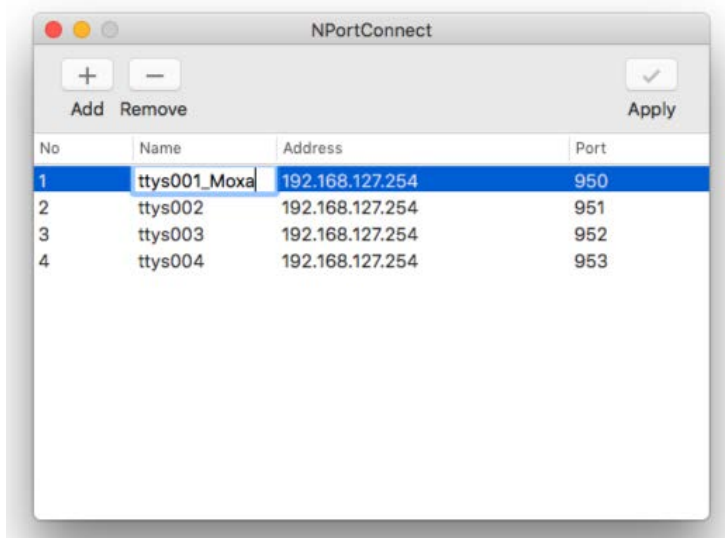 NPortConnect
Add Remove Apply
No Name Address Port
1 ttys001_Moxa 192.168.127.254 950
2 ttys002 192.168.127.254 951
3 ttys003 192.168.127.254 952
4 ttys004 192.168.127.254 953